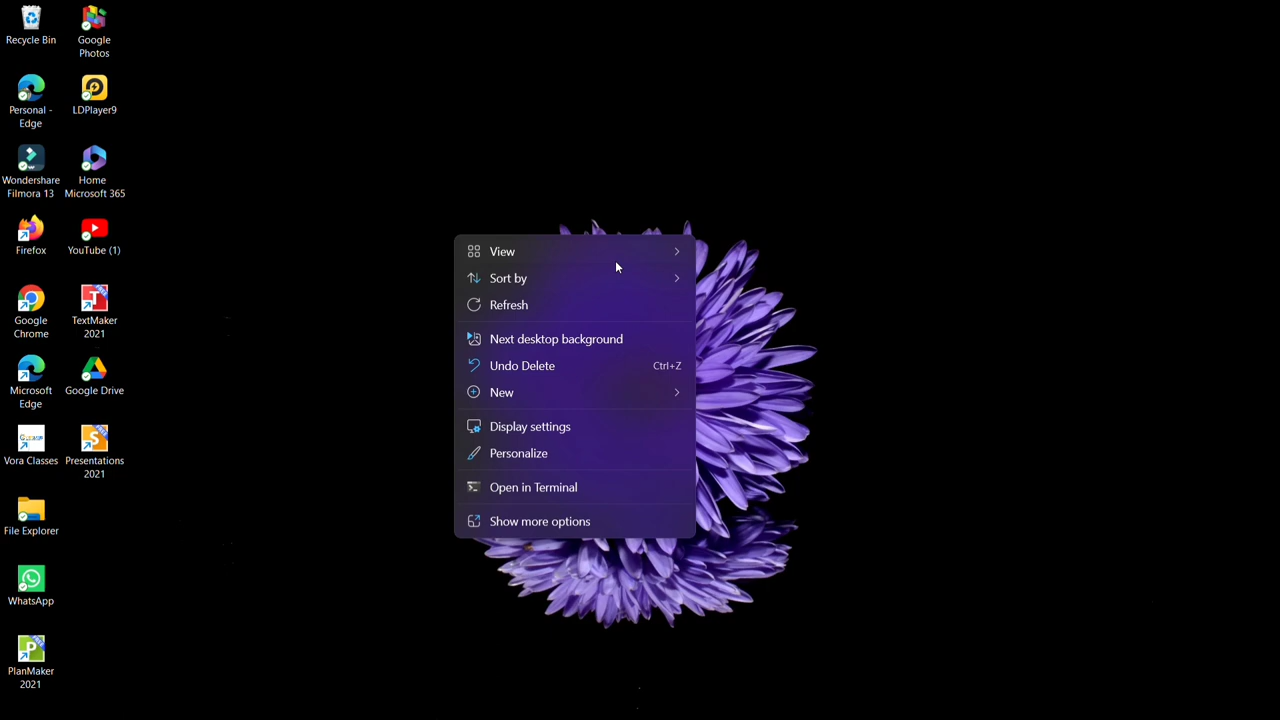 Recycle Bin
Google
Photos
Personal -
Edge
LDPlayer9
Wondershare
Filmora 13
Home
Microsoft 365
Firefox
YouTube (1)
Google
Chrome
TextMaker
2021
Microsoft
Edge
Google Drive
Vora Classes
Presentations
2021
File Explorer
WhatsApp
PlanMaker
2021
View
Sort by
Refresh
Next desktop background
Undo Delete Ctrl+Z
New
Display settings
Personalize
Open in Terminal
Show more options